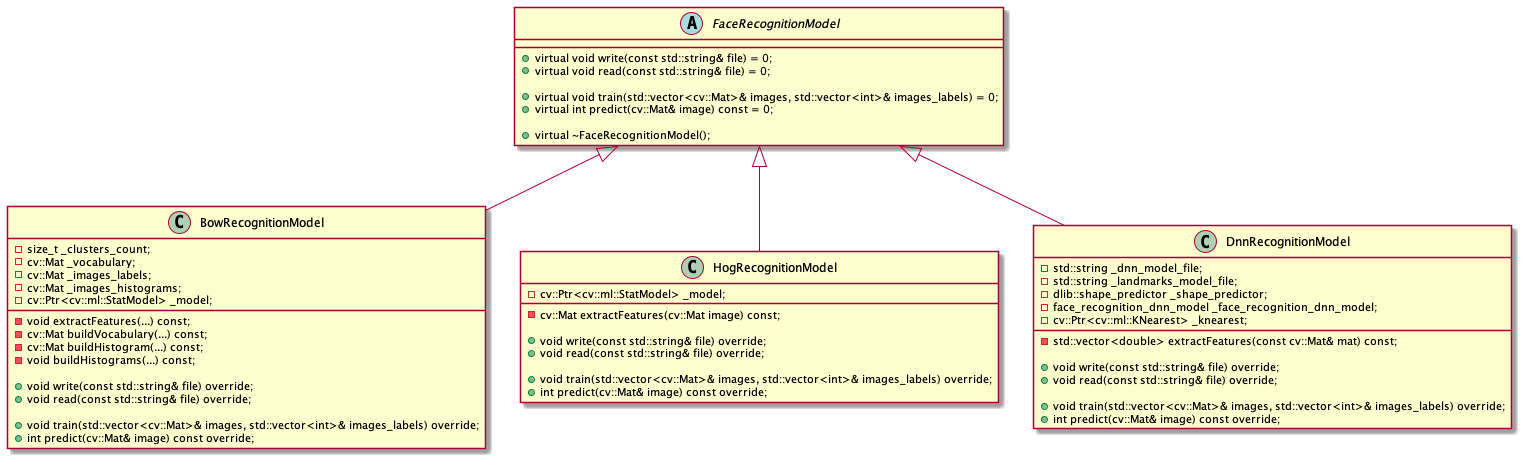 A FaceRecognitionModel
virtual void write(const std::string& file) = 0;
virtual void read(const std::string& file) = 0;
virtual void train(std::vector<cv::Mat>& images, std::vector<int>& images_labels) = 0;
virtual int predict(cv::Mat& image) const = 0;
virtual ~FaceRecognitionModel();
C BowRecognitionModel
size_t _clusters_count;
cv::Mat _vocabulary;
cv::Mat _images_labels;
cv::Mat _images_histograms;
cv::Ptr<cv::ml::StatModel> _model;
void extractFeatures(...) const;
cv::Mat buildVocabulary(...) const;
cv::Mat buildHistogram(...) const;
void buildHistograms(...) const;
void write(const std::string& file) override;
void read(const std::string& file) override;
void train(std::vector<cv::Mat>& images, std::vector<int>& images_labels) override;
int predict(cv::Mat& image) const override;
C HogRecognitionModel
cv::Ptr<cv::ml::StatModel> _model;
cv::Mat extractFeatures(cv::Mat image) const;
void write(const std::string& file) override;
void read(const std::string& file) override;
void train(std::vector<cv::Mat>& images, std::vector<int>& images_labels) override;
int predict(cv::Mat& image) const override;
C DnnRecognitionModel
std::string _dnn_model_file;
std::string _landmarks_model_file;
dlib::shape_predictor _shape_predictor;
face_recognition_dnn_model _face_recognition_dnn_model;
cv::Ptr<cv::ml::KNearest> _knearest;
std::vector<double> extractFeatures(const cv::Mat& mat) const;
void write(const std::string& file) override;
void read(const std::string& file) override;
void train(std::vector<cv::Mat>& images, std::vector<int>& images_labels) override;
int predict(cv::Mat& image) const override;